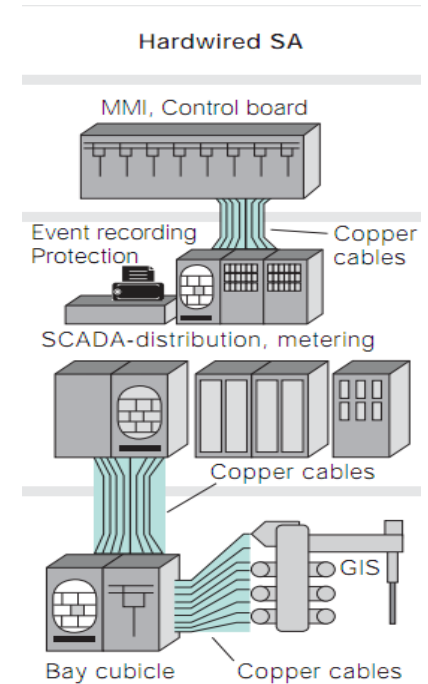 Hardwired SA
MMI, Control board
Event recording
Protection
Copper
cables
SCADA-distribution, metering
Copper cables
GIS
Bay cubicle
Copper cables